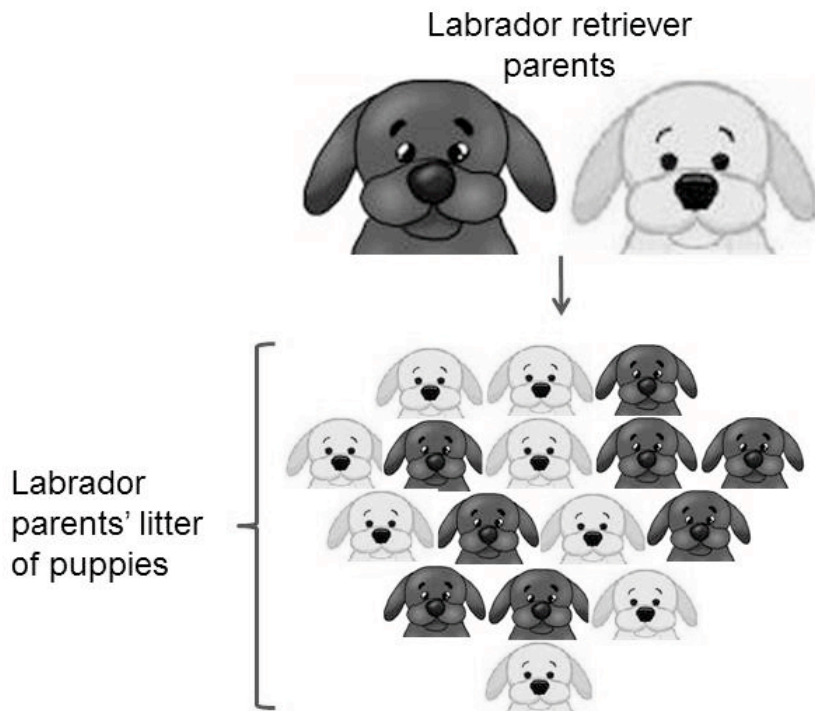 Labrador retriever
parents
Labrador
parents’ litter
of puppies